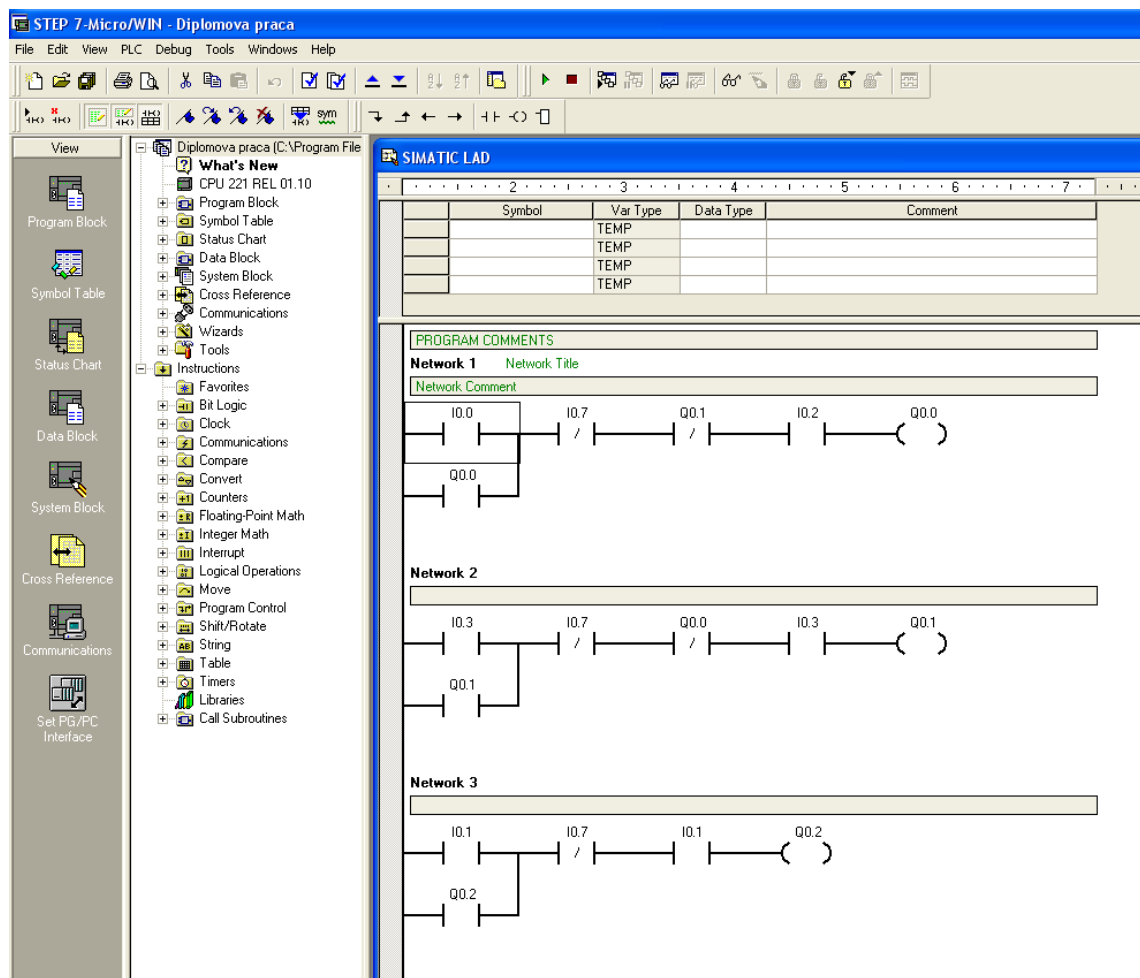 STEP 7-Micro/WIN - Diplomova praca
File Edit View PLC Debug Tools Windows Help
sym
View
Program Block
Symbol Table
Status Chart
Data Block
System Block
Cross Reference
Communications
Set PG/PC
Interface
Diplomova praca (C:\Program File
What's New
CPU 221 REL 01.10
Program Block
Symbol Table
Status Chart
Data Block
System Block
Cross Reference
Communications
Wizards
Tools
Instructions
Favorites
Bit Logic
Clock
Communications
Compare
Convert
Counters
Floating-Point Math
Integer Math
Interrupt
Logical Operations
Move
Program Control
Shift/Rotate
String
Table
Timers
Libraries
Call Subroutines
SIMATIC LAD
2 3 4 5 6 7
Symbol Var Type Data Type Comment
TEMP
TEMP
TEMP
TEMP
PROGRAM COMMENTS
Network 1 Network Title
Network Comment
I0.0 I0.7 Q0.1 I0.2 Q0.0
Q0.0
Network 2
I0.3 I0.7 Q0.0 I0.3 Q0.1
Q0.1
Network 3
I0.1 I0.7 I0.1 Q0.2
Q0.2